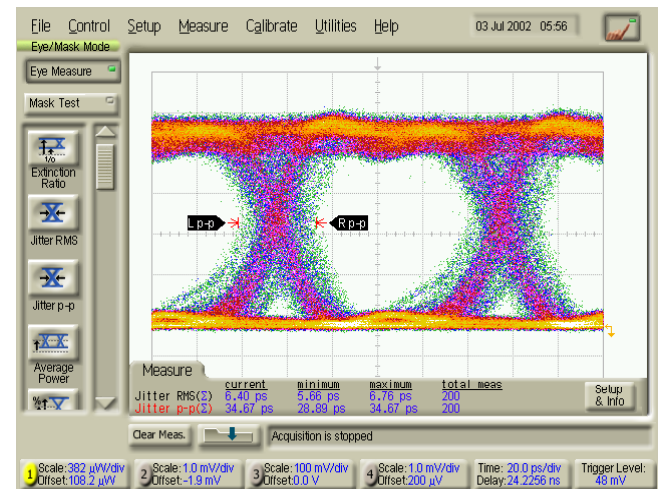 File Control Setup Measure Calibrate Utilities Help 03 Jul 2002 05:56
Eye/Mask Mode
Eye Measure
Mask Test
1/0
Extinction
Ratio
Jitter RMS
Jitter p-p
Average
Power
%
L p-p R p-p
Measure
current minimum maximum total meas
Jitter RMS(Σ) 6.40 ps 5.66 ps 6.76 ps 200
Jitter p-p(Σ) 34.67 ps 28.89 ps 34.67 ps 200
Setup
& Info
Clear Meas. Acquisition is stopped
1 Scale:382 µW/div
Offset:108.2 µW
2 Scale:1.0 mV/div
Offset:-1.9 mV
3 Scale:100 mV/div
Offset:0.0 V
4 Scale:1.0 mV/div
Offset:200 µV
Time: 20.0 ps/div
Delay:24.2256 ns
Trigger Level:
48 mV